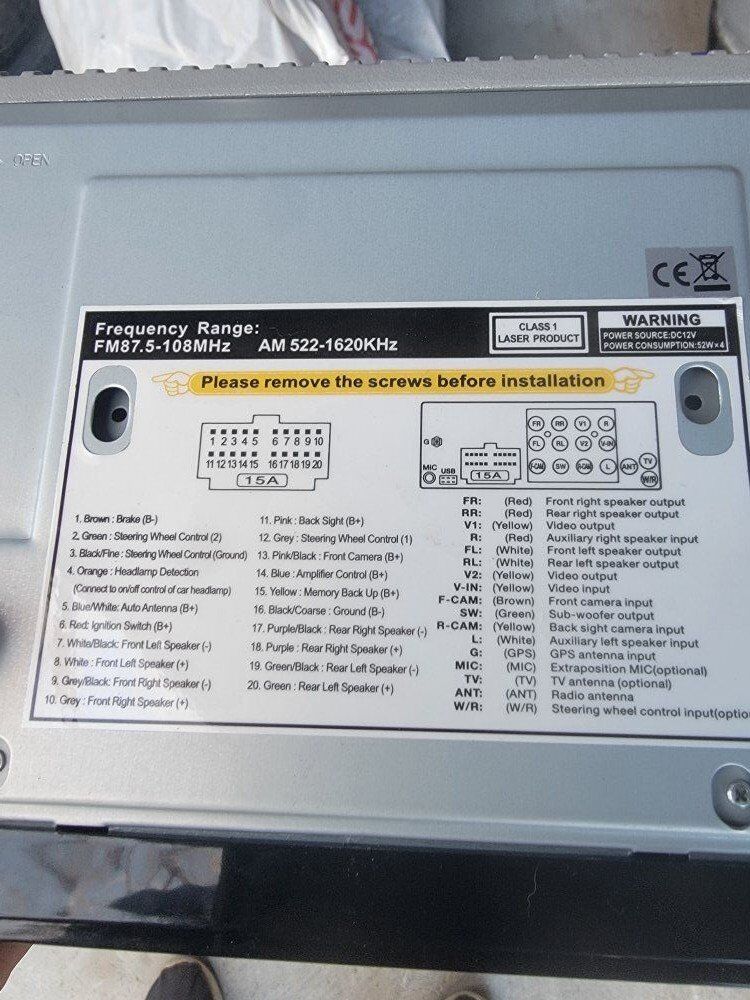 OPEN
CE
Frequency Range:
FM87.5-108MHz AM 522-1620KHz
CLASS 1
LASER PRODUCT
WARNING
POWER SOURCE:DC12V
POWER CONSUMPTION:52W×4
Please remove the screws before installation
1 2 3 4 5 6 7 8 9 10
11 12 13 14 15 16 17 18 19 20
15A
FR RR V1 R
FL RL V2 V-IN
F-CAM SW R-CAM L ANT TV
W/R
G
MIC USB
15A
1. Brown : Brake (B-)
2. Green : Steering Wheel Control (2)
3. Black/Fine : Steering Wheel Control (Ground)
4. Orange : Headlamp Detection
(Connect to on/off control of car headlamp)
5. Blue/White: Auto Antenna (B+)
6. Red: Ignition Switch (B+)
7. White/Black: Front Left Speaker (-)
8. White : Front Left Speaker (+)
9. Grey/Black: Front Right Speaker (-)
10. Grey : Front Right Speaker (+)
11. Pink : Back Sight (B+)
12. Grey : Steering Wheel Control (1)
13. Pink/Black : Front Camera (B+)
14. Blue : Amplifir Control (B+)
15. Yellow : Memory Back Up (B+)
16. Black/Coarse : Ground (B-)
17. Purple/Black : Rear Right Speaker (-)
18. Purple : Rear Right Speaker (+)
19. Green/Black : Rear Left Speaker (-)
20. Green : Rear Left Speaker (+)
FR: (Red) Front right speaker output
RR: (Red) Rear right speaker output
V1: (Yellow) Video output
R: (Red) Auxiliary right speaker input
FL: (White) Front left speaker output
RL: (White) Rear left speaker output
V2: (Yellow) Video output
V-IN: (Yellow) Video input
F-CAM: (Brown) Front camera input
SW: (Green) Sub-woofer output
R-CAM: (Yellow) Back sight camera input
L: (White) Auxiliary left speaker input
G: (GPS) GPS antenna input
MIC: (MIC) Extraposition MIC(optional)
TV: (TV) TV antenna (optional)
ANT: (ANT) Radio antenna
W/R: (W/R) Steering wheel control input(optio